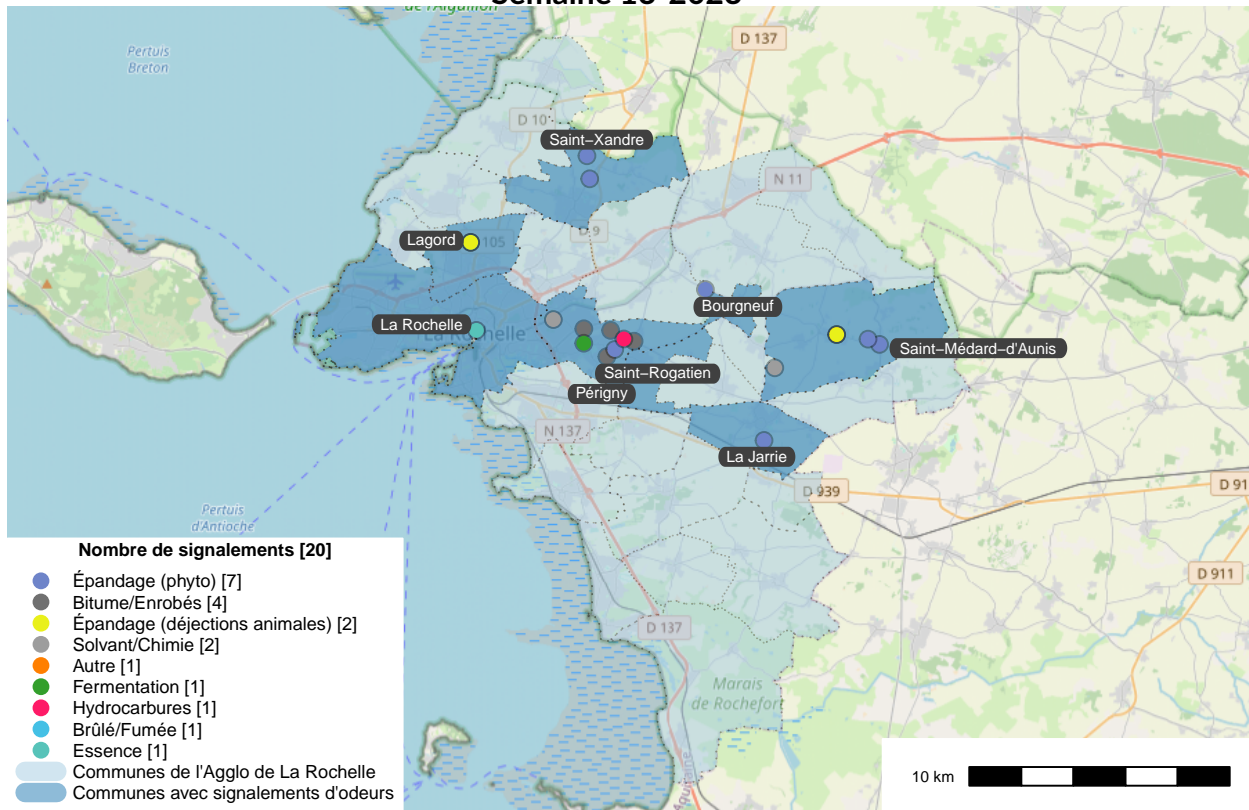 Pertuis
Breton
D 137
D 10
Saint–Xandre
N 11
D 9
Lagord
105
Bourgneuf
La Rochelle
Saint–Médard–d'Aunis
Saint–Rogatien
Périgny
N 137
La Jarrie
D 939
D 91
Pertuis
d'Antioche
D 911
D 137
Marais
de Rochefort
Nombre de signalements [20]
Épandage (phyto) [7]
Bitume/Enrobés [4]
Épandage (déjections animales) [2]
Solvant/Chimie [2]
Autre [1]
Fermentation [1]
Hydrocarbures [1]
Brûlé/Fumée [1]
Essence [1]
Communes de l'Agglo de La Rochelle
Communes avec signalements d'odeurs
10 km